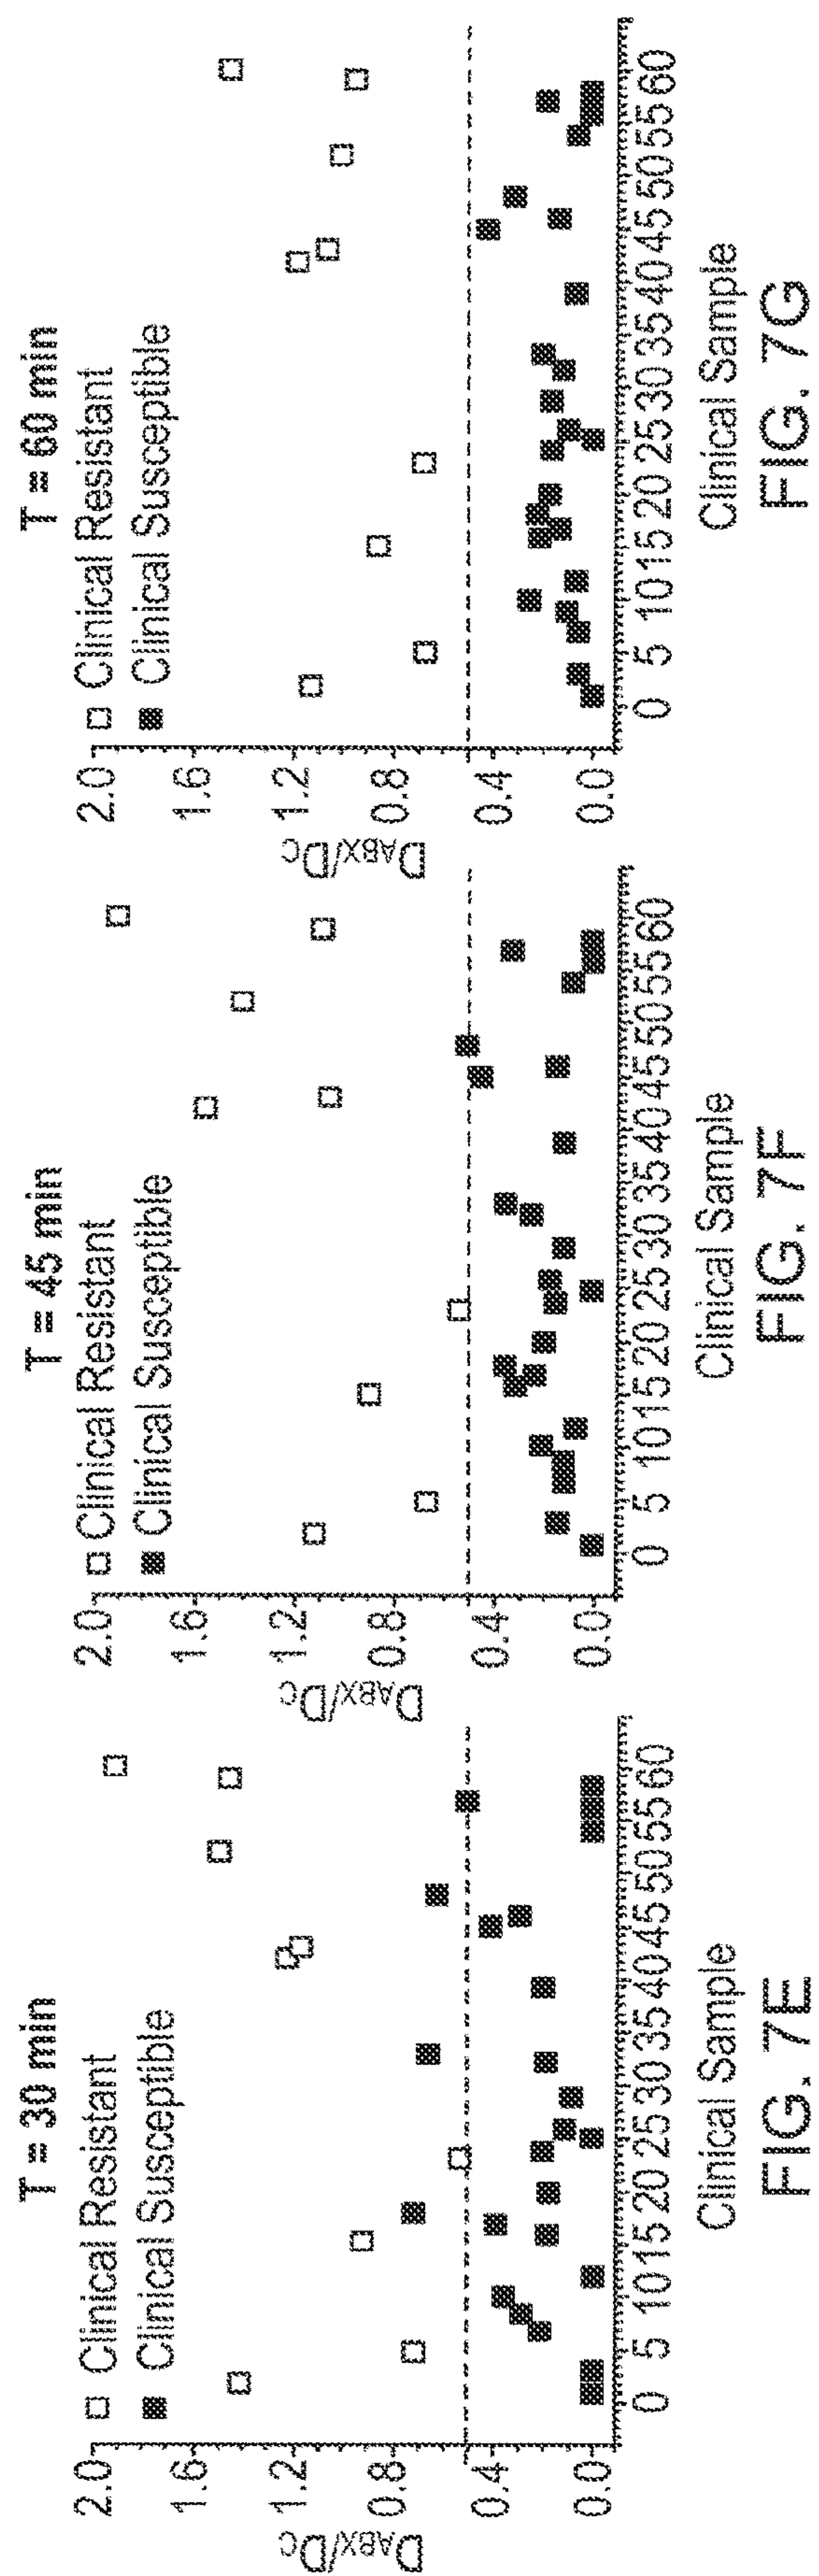 T = 30 min
□ Clinical Resistant
■ Clinical Susceptible
DABX/DC
2.0
1.6
1.2
0.8
0.4
0.0
0 5 10 15 20 25 30 35 40 45 50 55 60
Clinical Sample
FIG. 7E
T = 45 min
□ Clinical Resistant
■ Clinical Susceptible
DABX/DC
2.0
1.6
1.2
0.8
0.4
0.0
0 5 10 15 20 25 30 35 40 45 50 55 60
Clinical Sample
FIG. 7F
T = 60 min
□ Clinical Resistant
■ Clinical Susceptible
DABX/DC
2.0
1.6
1.2
0.8
0.4
0.0
0 5 10 15 20 25 30 35 40 45 50 55 60
Clinical Sample
FIG. 7G